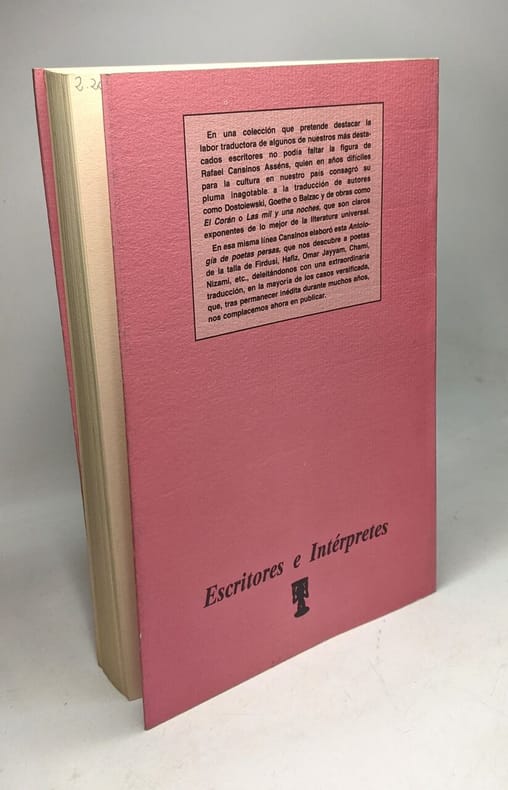 2.20
En una colección que pretende destacar la
labor traductora de algunos de nuestros más desta-
cados escritores no podía faltar la figura de
Rafael Cansinos Asséns, quien en años difíciles
para la cultura en nuestro país consagró su
pluma inagotable a la traducción de autores
como Dostoiewski, Goethe o Balzac y de obras como
El Corán o Las mil y una noches, que son claros
exponentes de lo mejor de la literatura universal.
En esa misma línea Cansinos elaboró esta Antolo-
gía de poetas persas, que nos descubre a poetas
de la talla de Firdusi, Hafiz, Omar Jayyam, Chami,
Nizami, etc., deleitándonos con una extraordinaria
traducción, en la mayoría de los casos versificada,
que, tras permanecer inédita durante muchos años,
nos complacemos ahora en publicar.
Escritores e Intérpretes